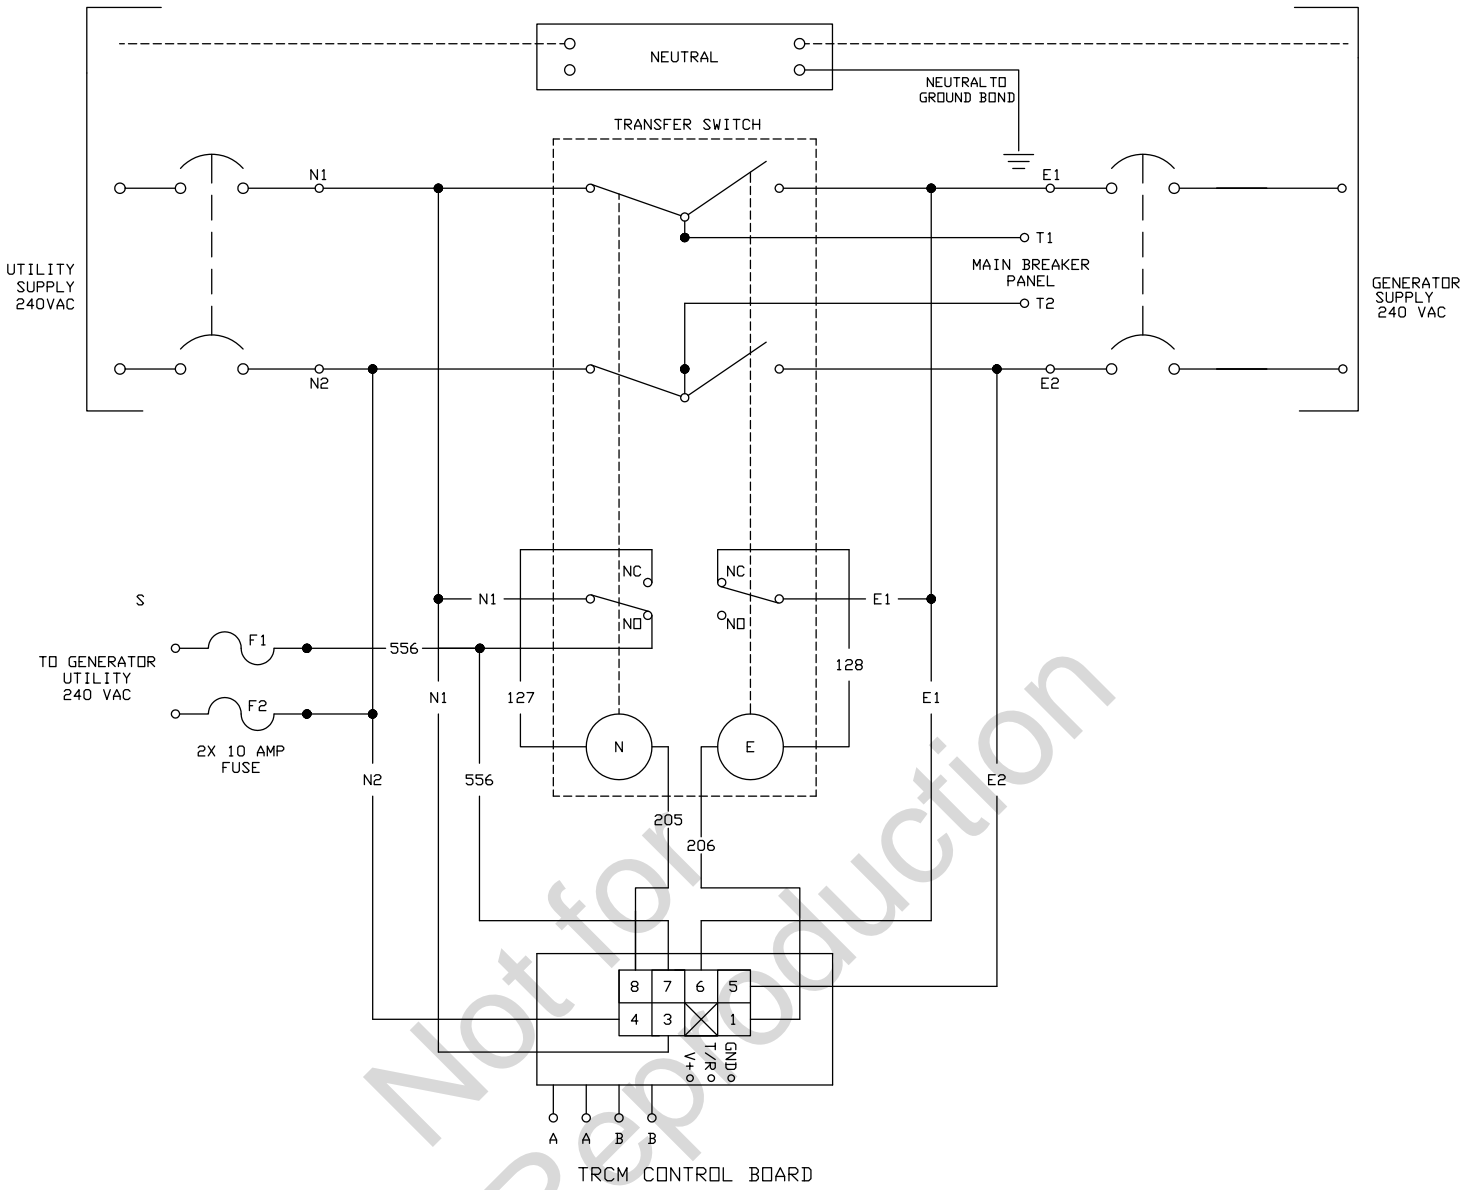 NEUTRAL
NEUTRAL TO
GROUND BOND
TRANSFER SWITCH
N1
E1
T1
MAIN BREAKER
PANEL
T2
UTILITY
SUPPLY
240VAC
GENERATOR
SUPPLY
240 VAC
N2
E2
NC
NC
S
N1
E1
NO
NO
F1
556
TO GENERATOR
UTILITY
240 VAC
128
N1
127
E1
F2
N
E
2X 10 AMP
FUSE
N2
556
E2
205
206
8 7 6 5
4 3 1
V+
T/R
GND
A A B B
TRCM CONTROL BOARD
Not for
Reproduction